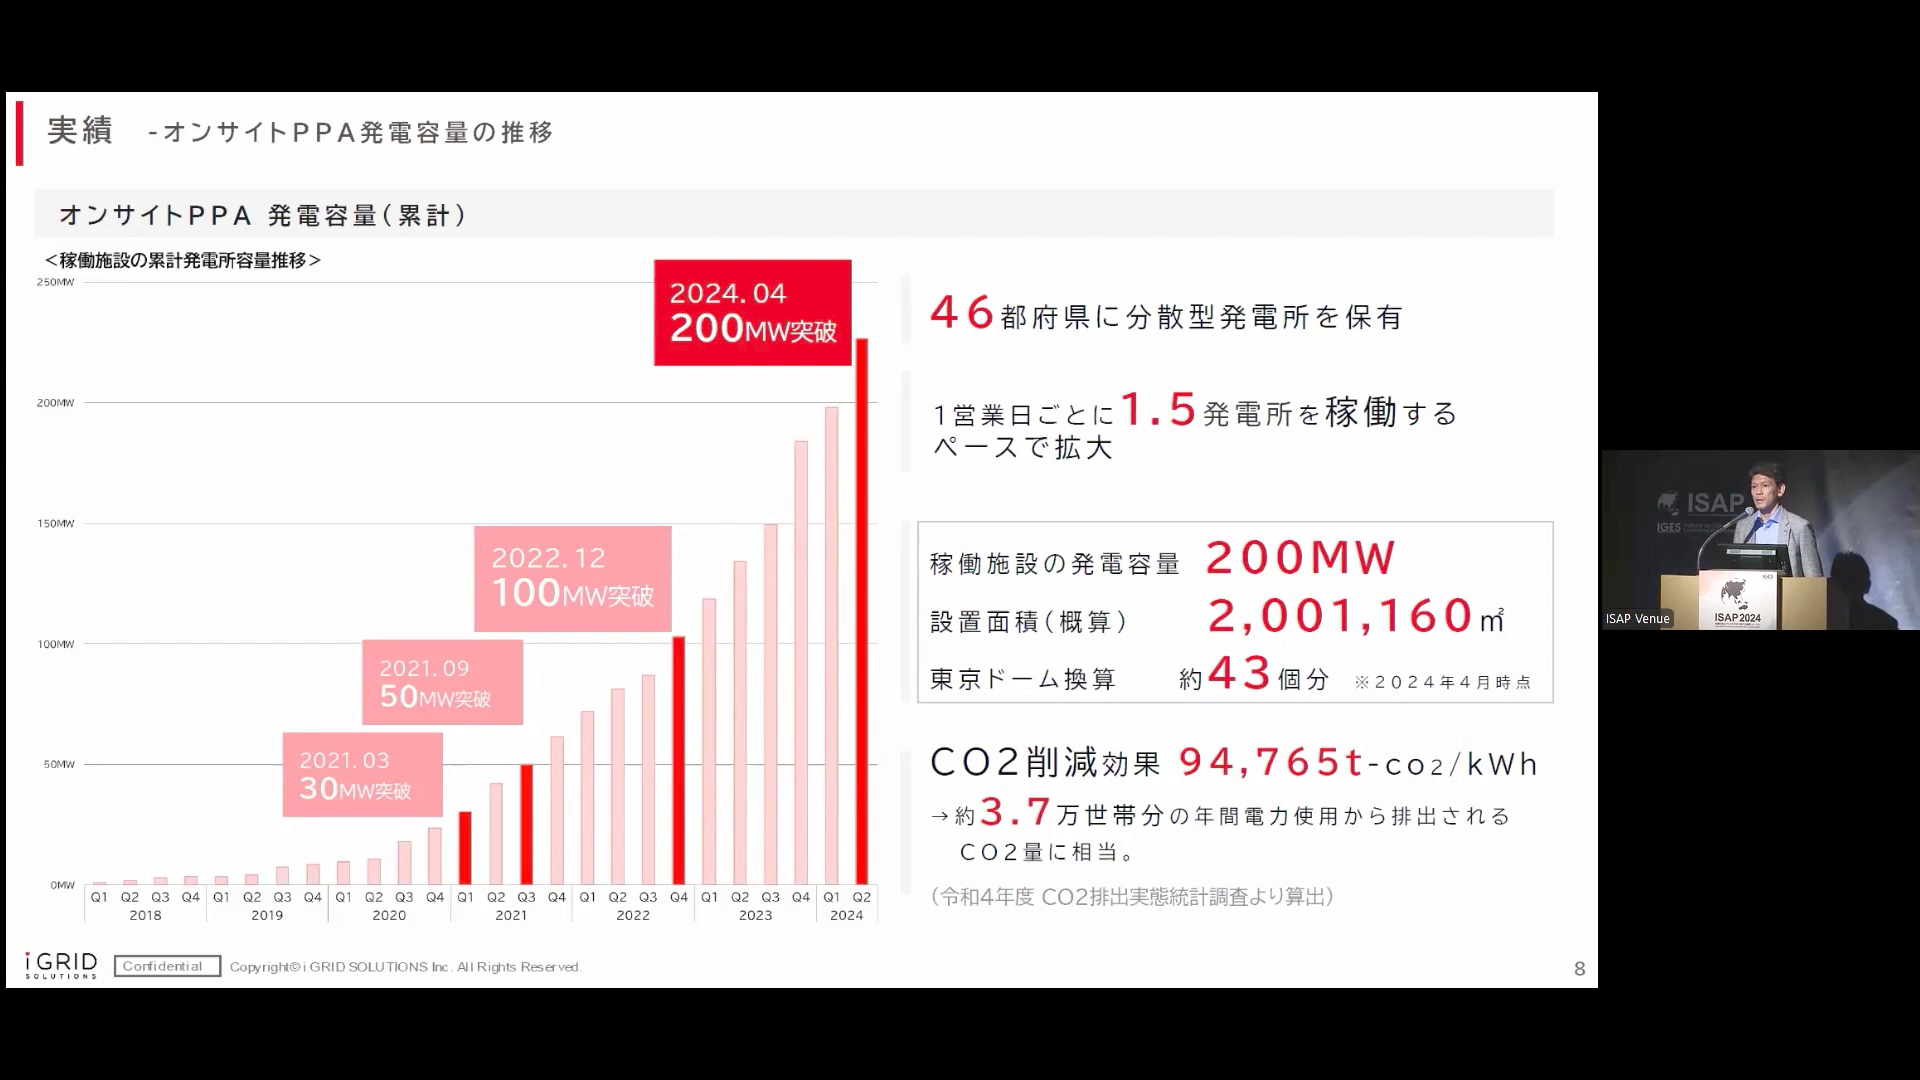 実績 -オンサイトPPA発電容量の推移
オンサイトPPA 発電容量(累計)
<稼働施設の累計発電所容量推移>
250MW
200MW
150MW
100MW
50MW
0MW
2024.04
200MW突破
2022.12
100MW突破
2021.09
50MW突破
2021.03
30MW突破
Q1 Q2 Q3 Q4 Q1 Q2 Q3 Q4 Q1 Q2 Q3 Q4 Q1 Q2 Q3 Q4 Q1 Q2 Q3 Q4 Q1 Q2 Q3 Q4 Q1 Q2
2018 2019 2020 2021 2022 2023 2024
46都府県に分散型発電所を保有
1営業日ごとに1.5発電所を稼働する
ペースで拡大
稼働施設の発電容量 200MW
設置面積(概算) 2,001,160㎡
東京ドーム換算 約43個分 ※2024年4月時点
CO2削減効果 94,765t-co₂/kWh
→約3.7万世帯分の年間電力使用から排出される
CO2量に相当。
(令和4年度 CO2排出実態統計調査より算出)
iGRID
SOLUTIONS
Confidential
Copyright© i GRID SOLUTIONS Inc. All Rights Reserved.
8
ISAP
IGES
IGES
ISAP2024
ISAP Venue